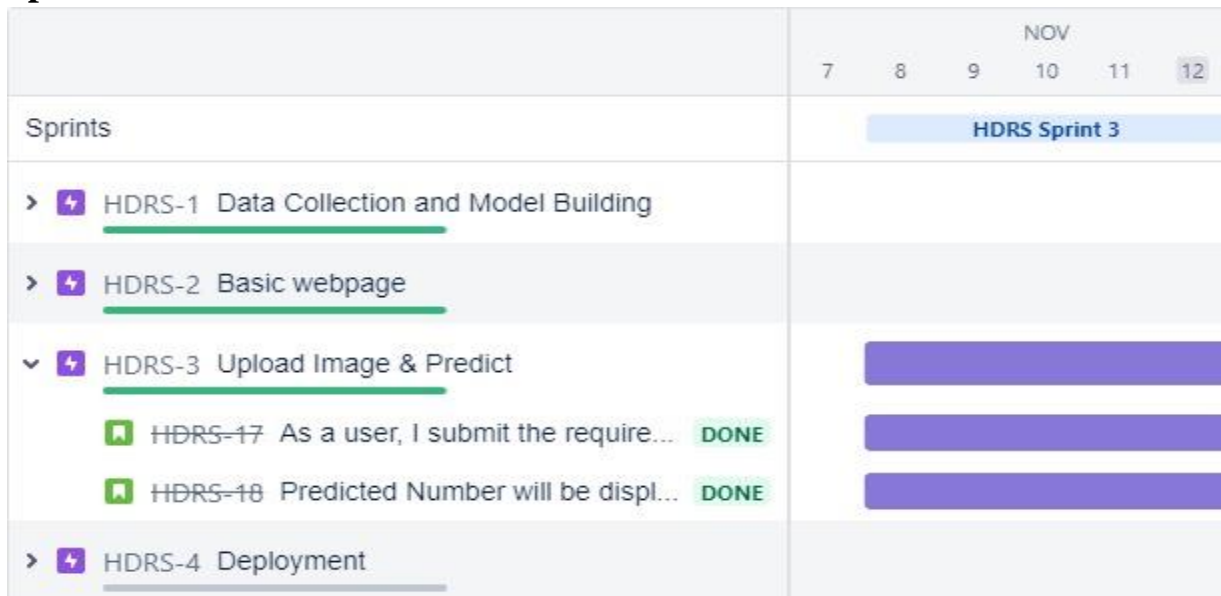 NOV
7 8 9 10 11 12
Sprints HDRS Sprint 3
HDRS-1 Data Collection and Model Building
HDRS-2 Basic webpage
HDRS-3 Upload Image & Predict
HDRS-17 As a user, I submit the require... DONE
HDRS-18 Predicted Number will be displ... DONE
HDRS-4 Deployment